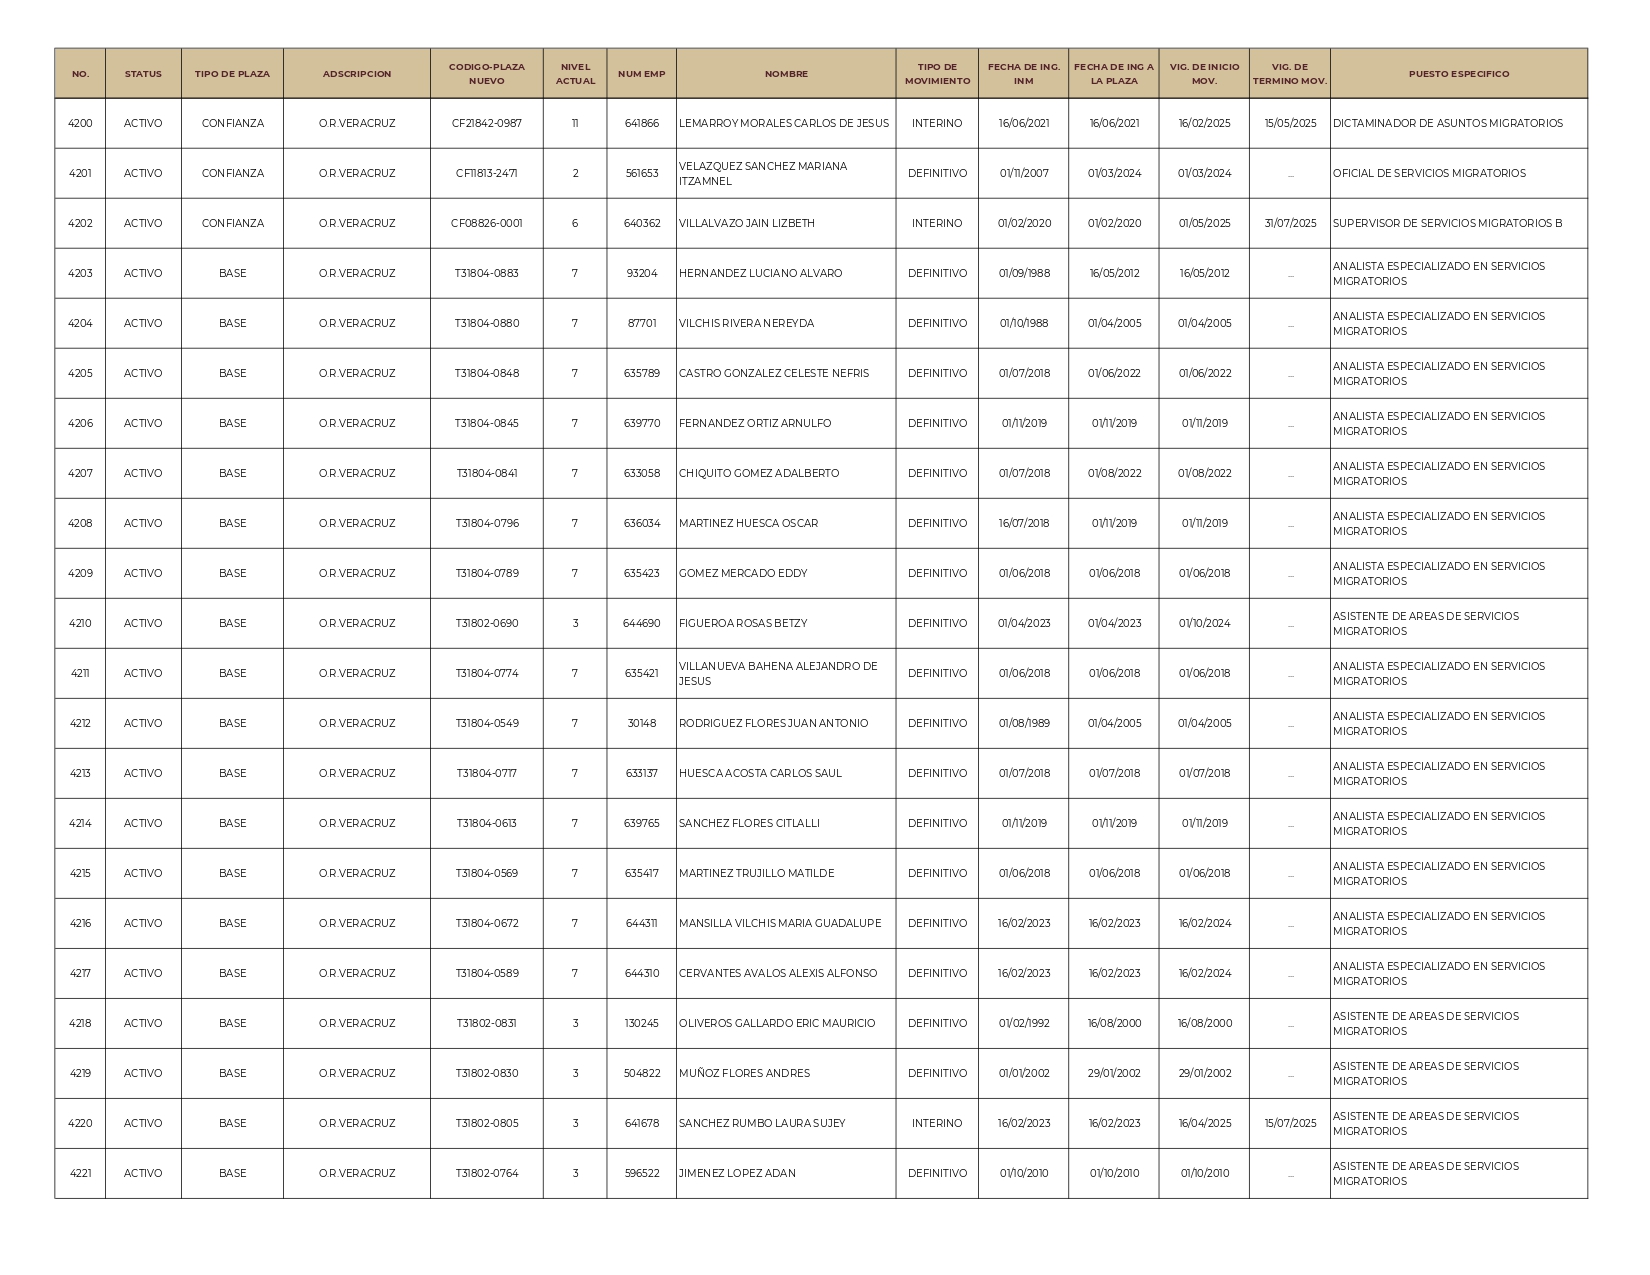 NO. STATUS TIPO DE PLAZA ADSCRIPCION CODIGO-PLAZA NUEVO NIVEL ACTUAL NUM EMP NOMBRE TIPO DE MOVIMIENTO FECHA DE ING. INM FECHA DE ING A LA PLAZA VIG. DE INICIO MOV. VIG. DE TERMINO MOV. PUESTO ESPECIFICO
4200 ACTIVO CONFIANZA O.R.VERACRUZ CF21842-0987 11 641866 LEMARROY MORALES CARLOS DE JESUS INTERINO 16/06/2021 16/06/2021 16/02/2025 15/05/2025 DICTAMINADOR DE ASUNTOS MIGRATORIOS
4201 ACTIVO CONFIANZA O.R.VERACRUZ CF11813-2471 2 561653 VELAZQUEZ SANCHEZ MARIANA ITZAMNEL DEFINITIVO 01/11/2007 01/03/2024 01/03/2024 ... OFICIAL DE SERVICIOS MIGRATORIOS
4202 ACTIVO CONFIANZA O.R.VERACRUZ CF08826-0001 6 640362 VILLALVAZO JAIN LIZBETH INTERINO 01/02/2020 01/02/2020 01/05/2025 31/07/2025 SUPERVISOR DE SERVICIOS MIGRATORIOS B
4203 ACTIVO BASE O.R.VERACRUZ T31804-0883 7 93204 HERNANDEZ LUCIANO ALVARO DEFINITIVO 01/09/1988 16/05/2012 16/05/2012 ... ANALISTA ESPECIALIZADO EN SERVICIOS MIGRATORIOS
4204 ACTIVO BASE O.R.VERACRUZ T31804-0880 7 87701 VILCHIS RIVERA NEREYDA DEFINITIVO 01/10/1988 01/04/2005 01/04/2005 ... ANALISTA ESPECIALIZADO EN SERVICIOS MIGRATORIOS
4205 ACTIVO BASE O.R.VERACRUZ T31804-0848 7 635789 CASTRO GONZALEZ CELESTE NEFRIS DEFINITIVO 01/07/2018 01/06/2022 01/06/2022 ... ANALISTA ESPECIALIZADO EN SERVICIOS MIGRATORIOS
4206 ACTIVO BASE O.R.VERACRUZ T31804-0845 7 639770 FERNANDEZ ORTIZ ARNULFO DEFINITIVO 01/11/2019 01/11/2019 01/11/2019 ... ANALISTA ESPECIALIZADO EN SERVICIOS MIGRATORIOS
4207 ACTIVO BASE O.R.VERACRUZ T31804-0841 7 633058 CHIQUITO GOMEZ ADALBERTO DEFINITIVO 01/07/2018 01/08/2022 01/08/2022 ... ANALISTA ESPECIALIZADO EN SERVICIOS MIGRATORIOS
4208 ACTIVO BASE O.R.VERACRUZ T31804-0796 7 636034 MARTINEZ HUESCA OSCAR DEFINITIVO 16/07/2018 01/11/2019 01/11/2019 ... ANALISTA ESPECIALIZADO EN SERVICIOS MIGRATORIOS
4209 ACTIVO BASE O.R.VERACRUZ T31804-0789 7 635423 GOMEZ MERCADO EDDY DEFINITIVO 01/06/2018 01/06/2018 01/06/2018 ... ANALISTA ESPECIALIZADO EN SERVICIOS MIGRATORIOS
4210 ACTIVO BASE O.R.VERACRUZ T31802-0690 3 644690 FIGUEROA ROSAS BETZY DEFINITIVO 01/04/2023 01/04/2023 01/10/2024 ... ASISTENTE DE AREAS DE SERVICIOS MIGRATORIOS
4211 ACTIVO BASE O.R.VERACRUZ T31804-0774 7 635421 VILLANUEVA BAHENA ALEJANDRO DE JESUS DEFINITIVO 01/06/2018 01/06/2018 01/06/2018 ... ANALISTA ESPECIALIZADO EN SERVICIOS MIGRATORIOS
4212 ACTIVO BASE O.R.VERACRUZ T31804-0549 7 30148 RODRIGUEZ FLORES JUAN ANTONIO DEFINITIVO 01/08/1989 01/04/2005 01/04/2005 ... ANALISTA ESPECIALIZADO EN SERVICIOS MIGRATORIOS
4213 ACTIVO BASE O.R.VERACRUZ T31804-0717 7 633137 HUESCA ACOSTA CARLOS SAUL DEFINITIVO 01/07/2018 01/07/2018 01/07/2018 ... ANALISTA ESPECIALIZADO EN SERVICIOS MIGRATORIOS
4214 ACTIVO BASE O.R.VERACRUZ T31804-0613 7 639765 SANCHEZ FLORES CITLALLI DEFINITIVO 01/11/2019 01/11/2019 01/11/2019 ... ANALISTA ESPECIALIZADO EN SERVICIOS MIGRATORIOS
4215 ACTIVO BASE O.R.VERACRUZ T31804-0569 7 635417 MARTINEZ TRUJILLO MATILDE DEFINITIVO 01/06/2018 01/06/2018 01/06/2018 ... ANALISTA ESPECIALIZADO EN SERVICIOS MIGRATORIOS
4216 ACTIVO BASE O.R.VERACRUZ T31804-0672 7 644311 MANSILLA VILCHIS MARIA GUADALUPE DEFINITIVO 16/02/2023 16/02/2023 16/02/2024 ... ANALISTA ESPECIALIZADO EN SERVICIOS MIGRATORIOS
4217 ACTIVO BASE O.R.VERACRUZ T31804-0589 7 644310 CERVANTES AVALOS ALEXIS ALFONSO DEFINITIVO 16/02/2023 16/02/2023 16/02/2024 ... ANALISTA ESPECIALIZADO EN SERVICIOS MIGRATORIOS
4218 ACTIVO BASE O.R.VERACRUZ T31802-0831 3 130245 OLIVEROS GALLARDO ERIC MAURICIO DEFINITIVO 01/02/1992 16/08/2000 16/08/2000 ... ASISTENTE DE AREAS DE SERVICIOS MIGRATORIOS
4219 ACTIVO BASE O.R.VERACRUZ T31802-0830 3 504822 MUÑOZ FLORES ANDRES DEFINITIVO 01/01/2002 29/01/2002 29/01/2002 ... ASISTENTE DE AREAS DE SERVICIOS MIGRATORIOS
4220 ACTIVO BASE O.R.VERACRUZ T31802-0805 3 641678 SANCHEZ RUMBO LAURA SUJEY INTERINO 16/02/2023 16/02/2023 16/04/2025 15/07/2025 ASISTENTE DE AREAS DE SERVICIOS MIGRATORIOS
4221 ACTIVO BASE O.R.VERACRUZ T31802-0764 3 596522 JIMENEZ LOPEZ ADAN DEFINITIVO 01/10/2010 01/10/2010 01/10/2010 ... ASISTENTE DE AREAS DE SERVICIOS MIGRATORIOS